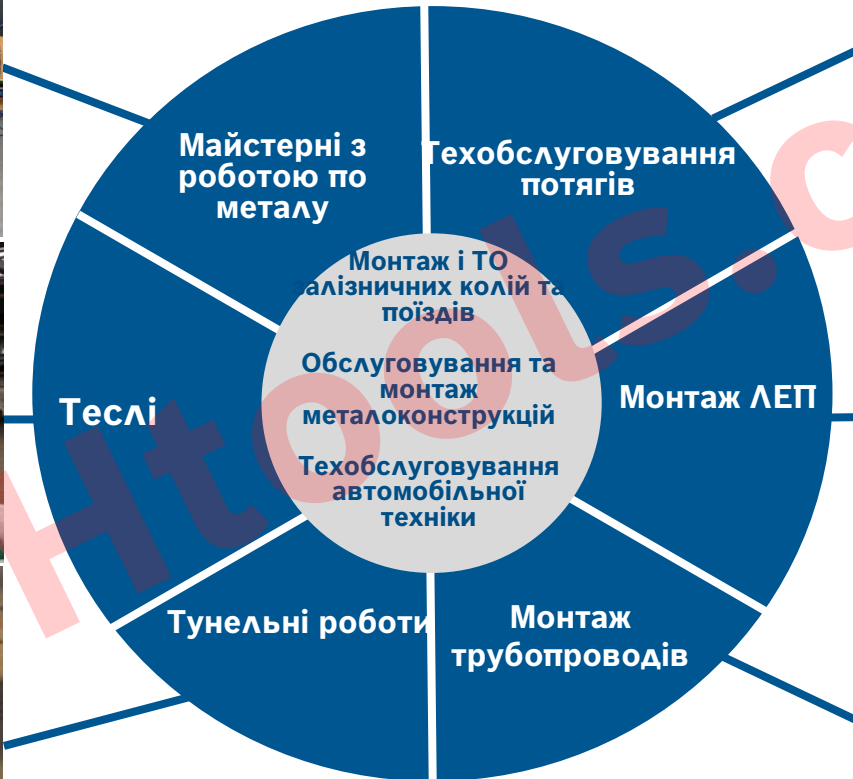 Майстерні з
роботою по
металу
Техобслуговування
потягів
Монтаж і ТО
залізничних колій та
поїздів
Обслуговування та
монтаж
металоконструкцій
Техобслуговування
автомобільної
техніки
Теслі
Монтаж ЛЕП
Тунельні роботи
Монтаж
трубопроводів
Htools.c